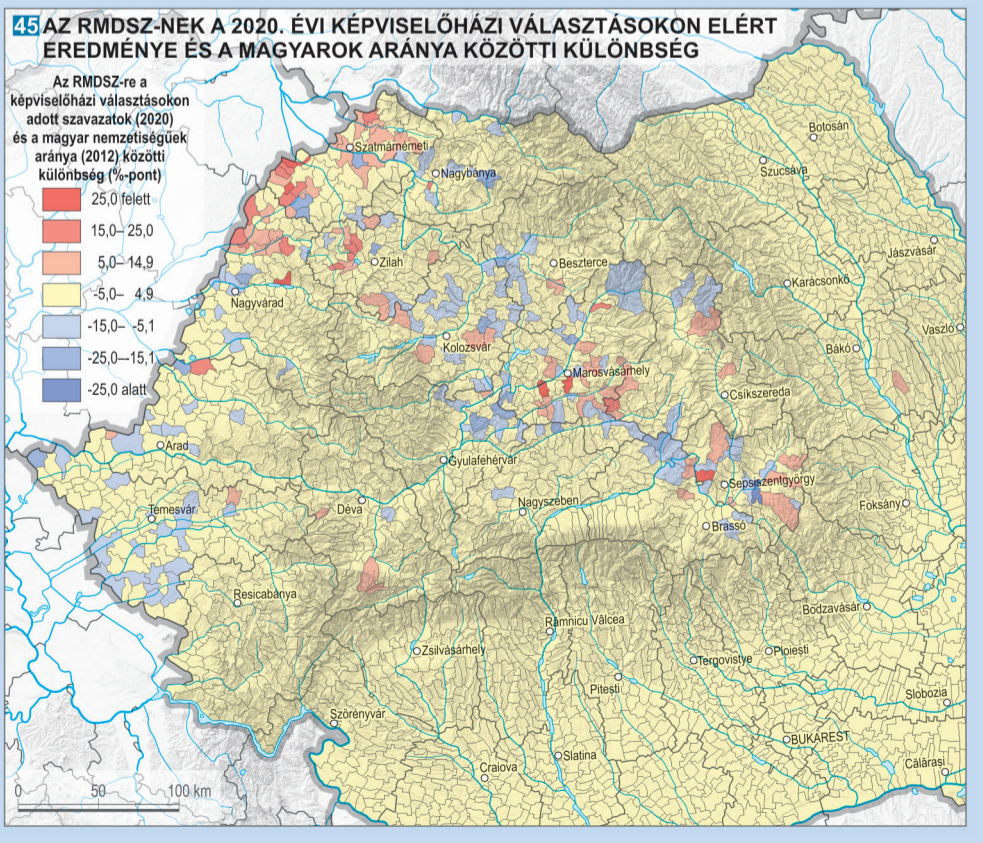 45 AZ RMDSZ-NEK A 2020. ÉVI KÉPVISELŐHÁZI VÁLASZTÁSOKON ELÉRT
EREDMÉNYE ÉS A MAGYAROK ARÁNYA KÖZÖTTI KÜLÖNBSÉG
Az RMDSZ-re a
képviselőházi választásokon
adott szavazatok (2020)
és a magyar nemzetiségűek
aránya (2012) közötti
különbség (%-pont)
25,0 felett
15,0– 25,0
5,0– 14,9
-5,0– 4,9
-15,0– -5,1
-25,0–-15,1
-25,0 alatt
Botosán
Szatmárnémeti
Szucsáva
Nagybánya
Jászvásár
Zilah
Beszterce
Karácsonkő
Nagyvárad
Vaszló
Kolozsvár
Bákó
Marosvásárhely
Csíkszereda
Arad
Gyulafehérvár
Sepsiszentgyörgy
Déva
Nagyszeben
Foksány
Temesvár
Brassó
Resicabánya
Bodzavásár
Râmnicu Vâlcea
Zsilvásárhely
Tergovistye
Ploiești
Pitești
Slobozia
Szörényvár
BUKAREST
Slatina
Craiova
Călărași
0 50 100 km